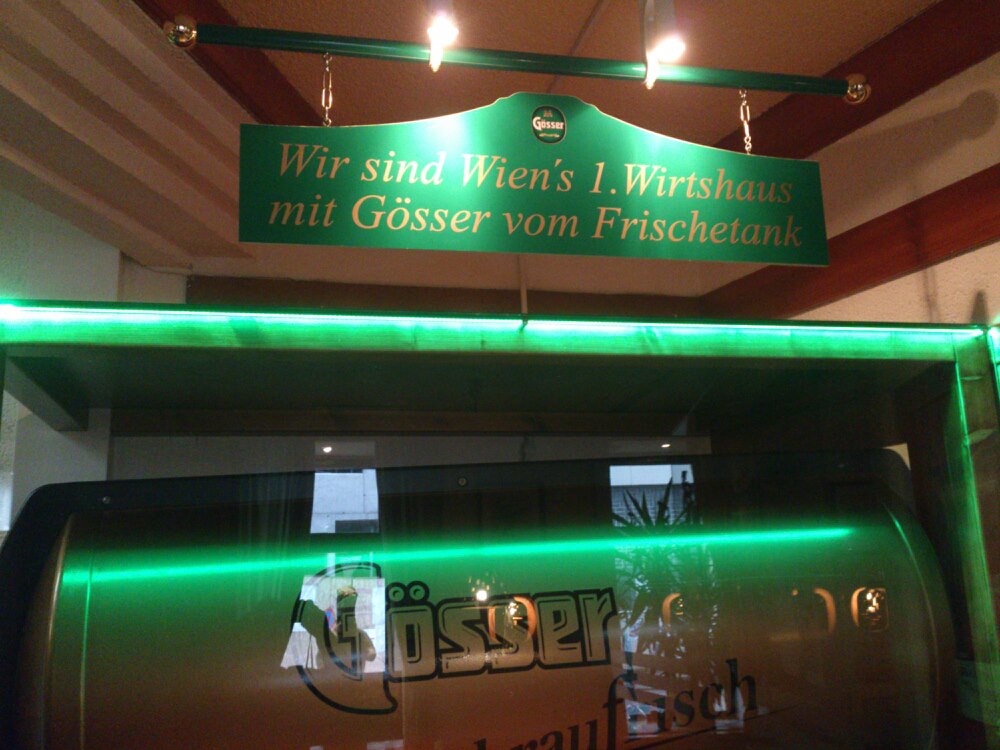 Gösser
Wir sind Wien's 1.Wirtshaus
mit Gösser vom Frischetank
Gösser